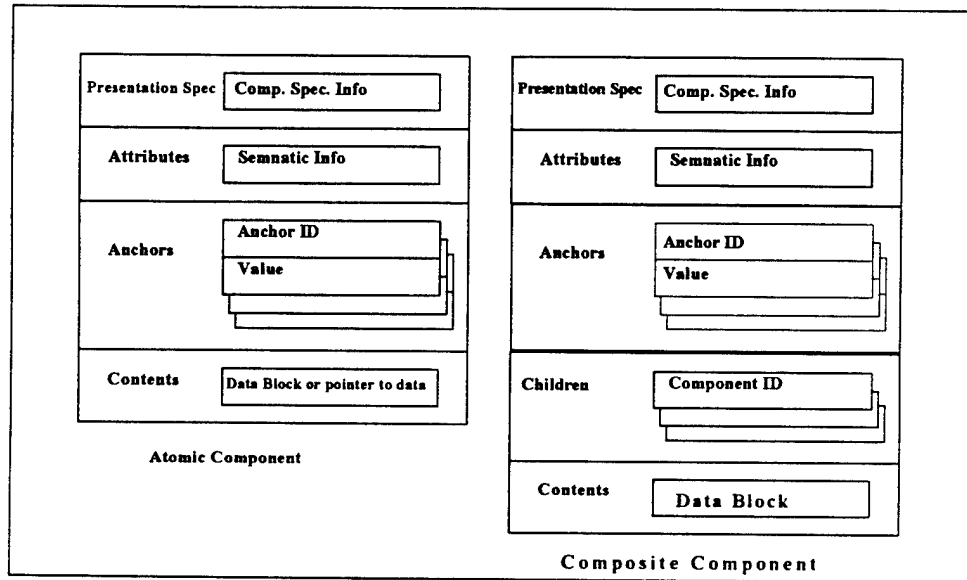 Presentation Spec
Comp. Spec. Info
Attributes
Semnatic Info
Anchors
Anchor ID
Value
Contents
Data Block or pointer to data
Atomic Component
Presentation Spec
Comp. Spec. Info
Attributes
Semnatic Info
Anchors
Anchor ID
Value
Children
Component ID
Contents
Data Block
Composite Component